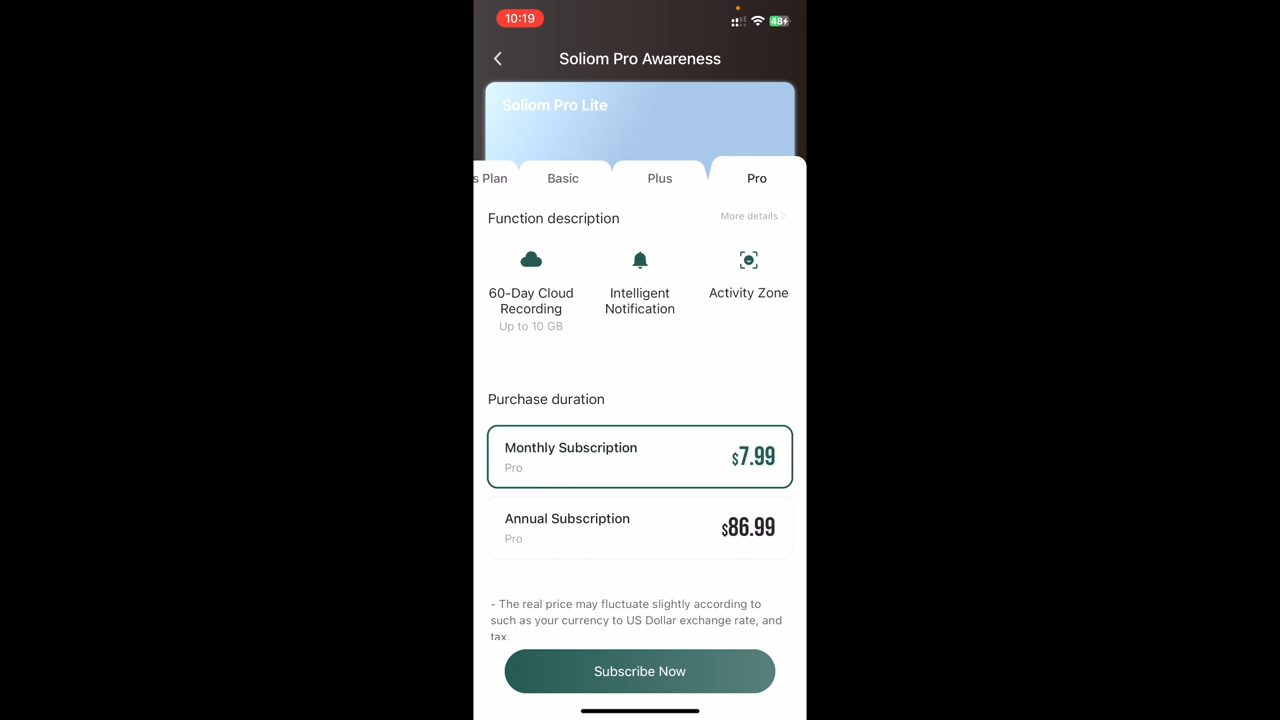 10:19
48
Soliom Pro Awareness
Soliom Pro Lite
s Plan
Basic
Plus
Pro
Function description
More details
60-Day Cloud
Recording
Up to 10 GB
Intelligent
Notification
Activity Zone
Purchase duration
Monthly Subscription
$7.99
Pro
Annual Subscription
$86.99
Pro
- The real price may fluctuate slightly according to
such as your currency to US Dollar exchange rate, and
tax.
Subscribe Now